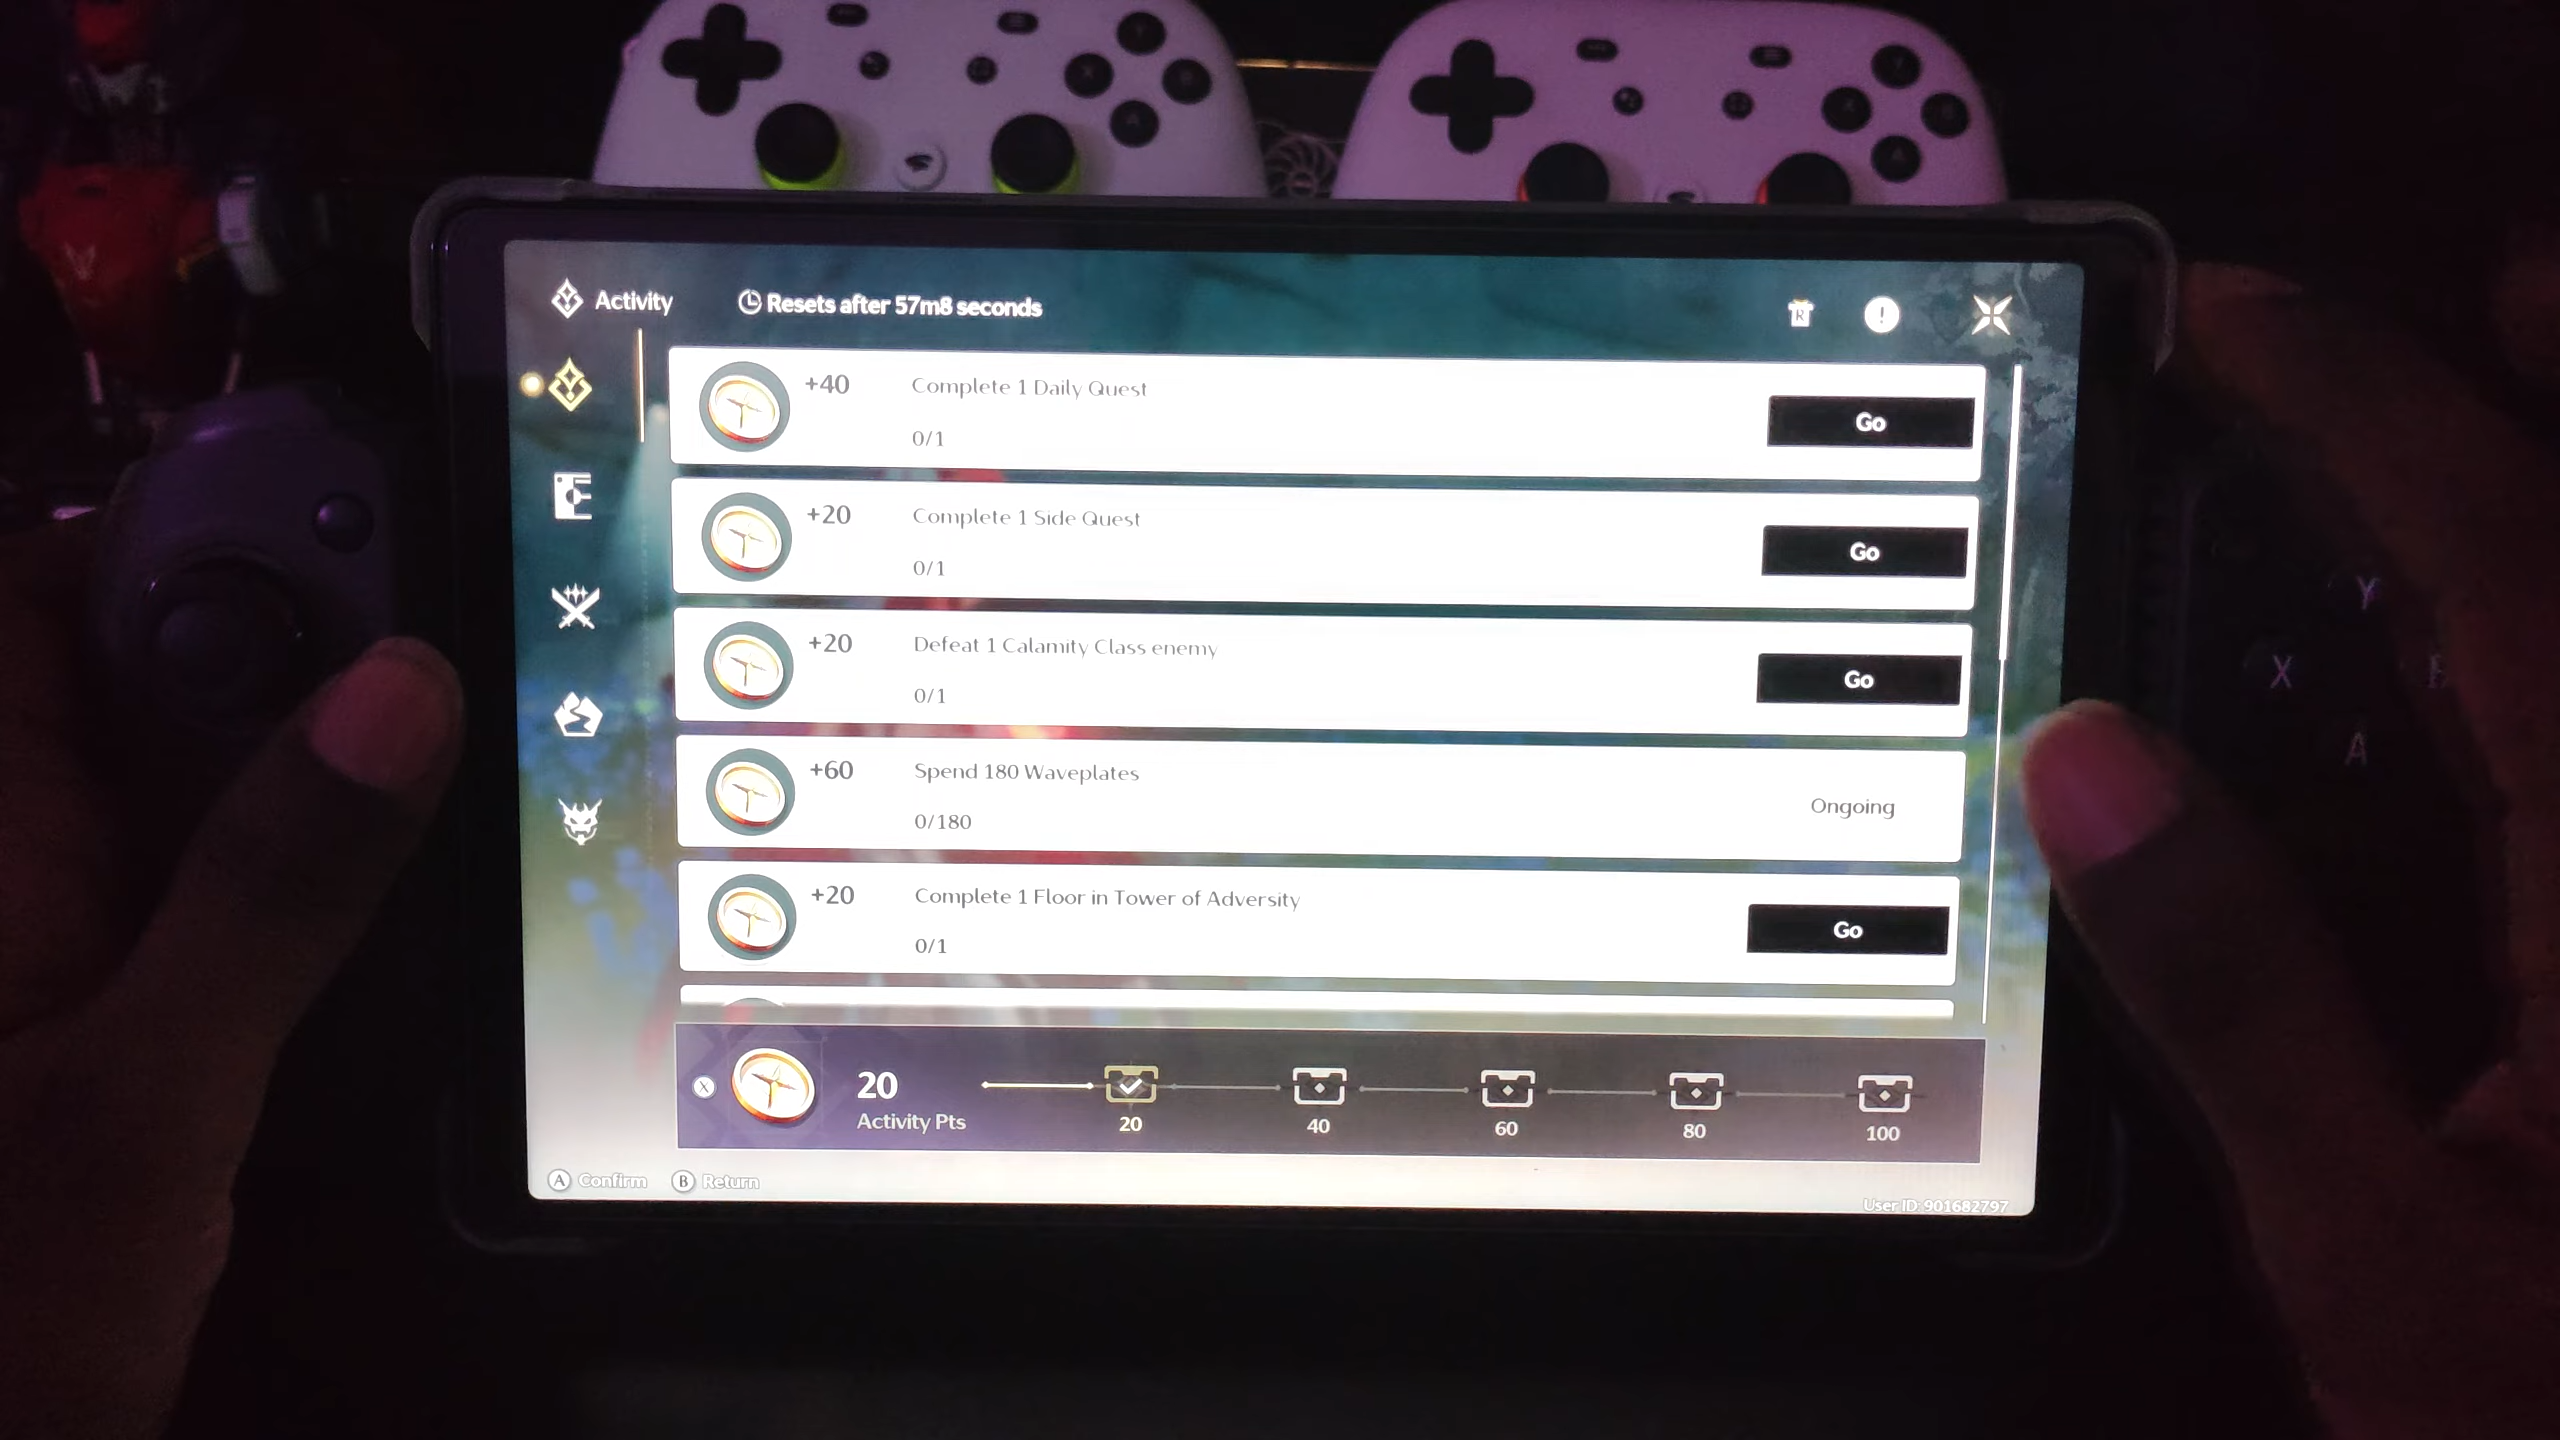 Activity
Resets after 57m8 seconds
R
+40 Complete 1 Daily Quest
0/1
Go
+20 Complete 1 Side Quest
0/1
Go
+20 Defeat 1 Calamity Class enemy
0/1
Go
+60 Spend 180 Waveplates
0/180
Ongoing
+20 Complete 1 Floor in Tower of Adversity
0/1
Go
X
20
Activity Pts
20
40
60
80
100
A Confirm B Return
User ID: 901682797
Y
X
A